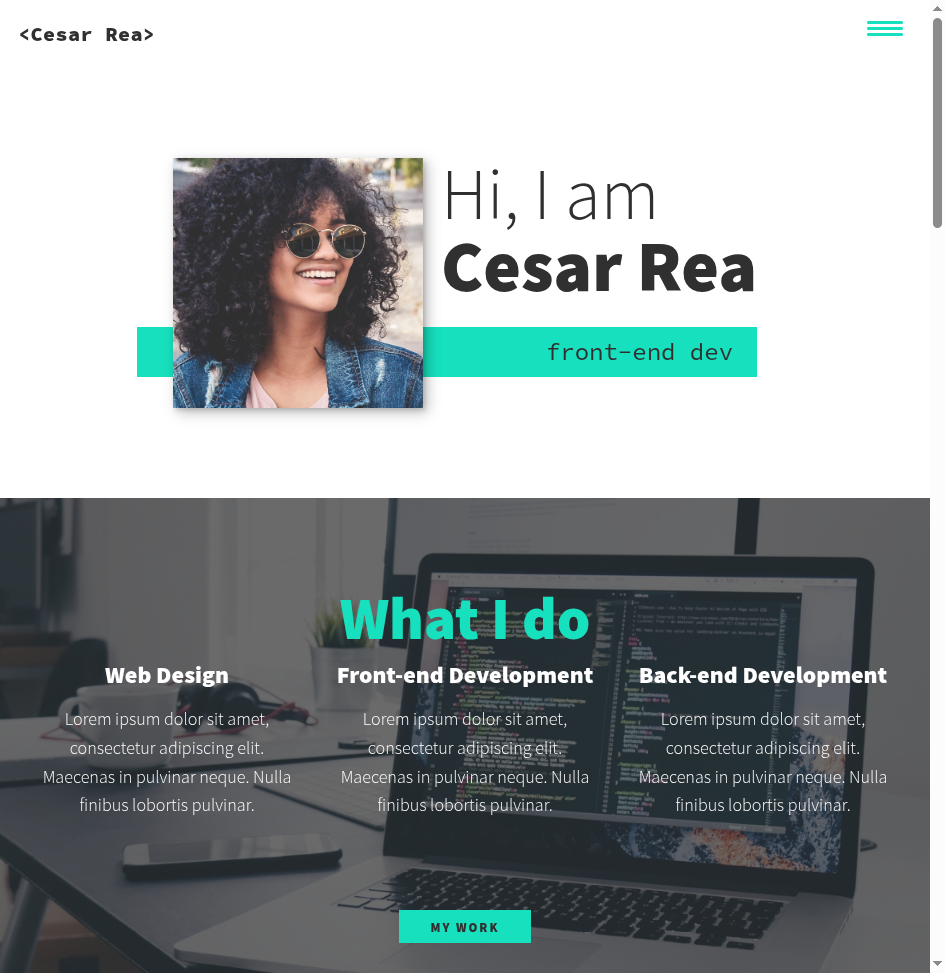 <Cesar Rea>
Hi, I am
Cesar Rea
front-end dev
What I do
Web Design
Lorem ipsum dolor sit amet,
consectetur adipiscing elit.
Maecenas in pulvinar neque. Nulla
finibus lobortis pulvinar.
Front-end Development
Lorem ipsum dolor sit amet,
consectetur adipiscing elit.
Maecenas in pulvinar neque. Nulla
finibus lobortis pulvinar.
Back-end Development
Lorem ipsum dolor sit amet,
consectetur adipiscing elit.
Maecenas in pulvinar neque. Nulla
finibus lobortis pulvinar.
MY WORK